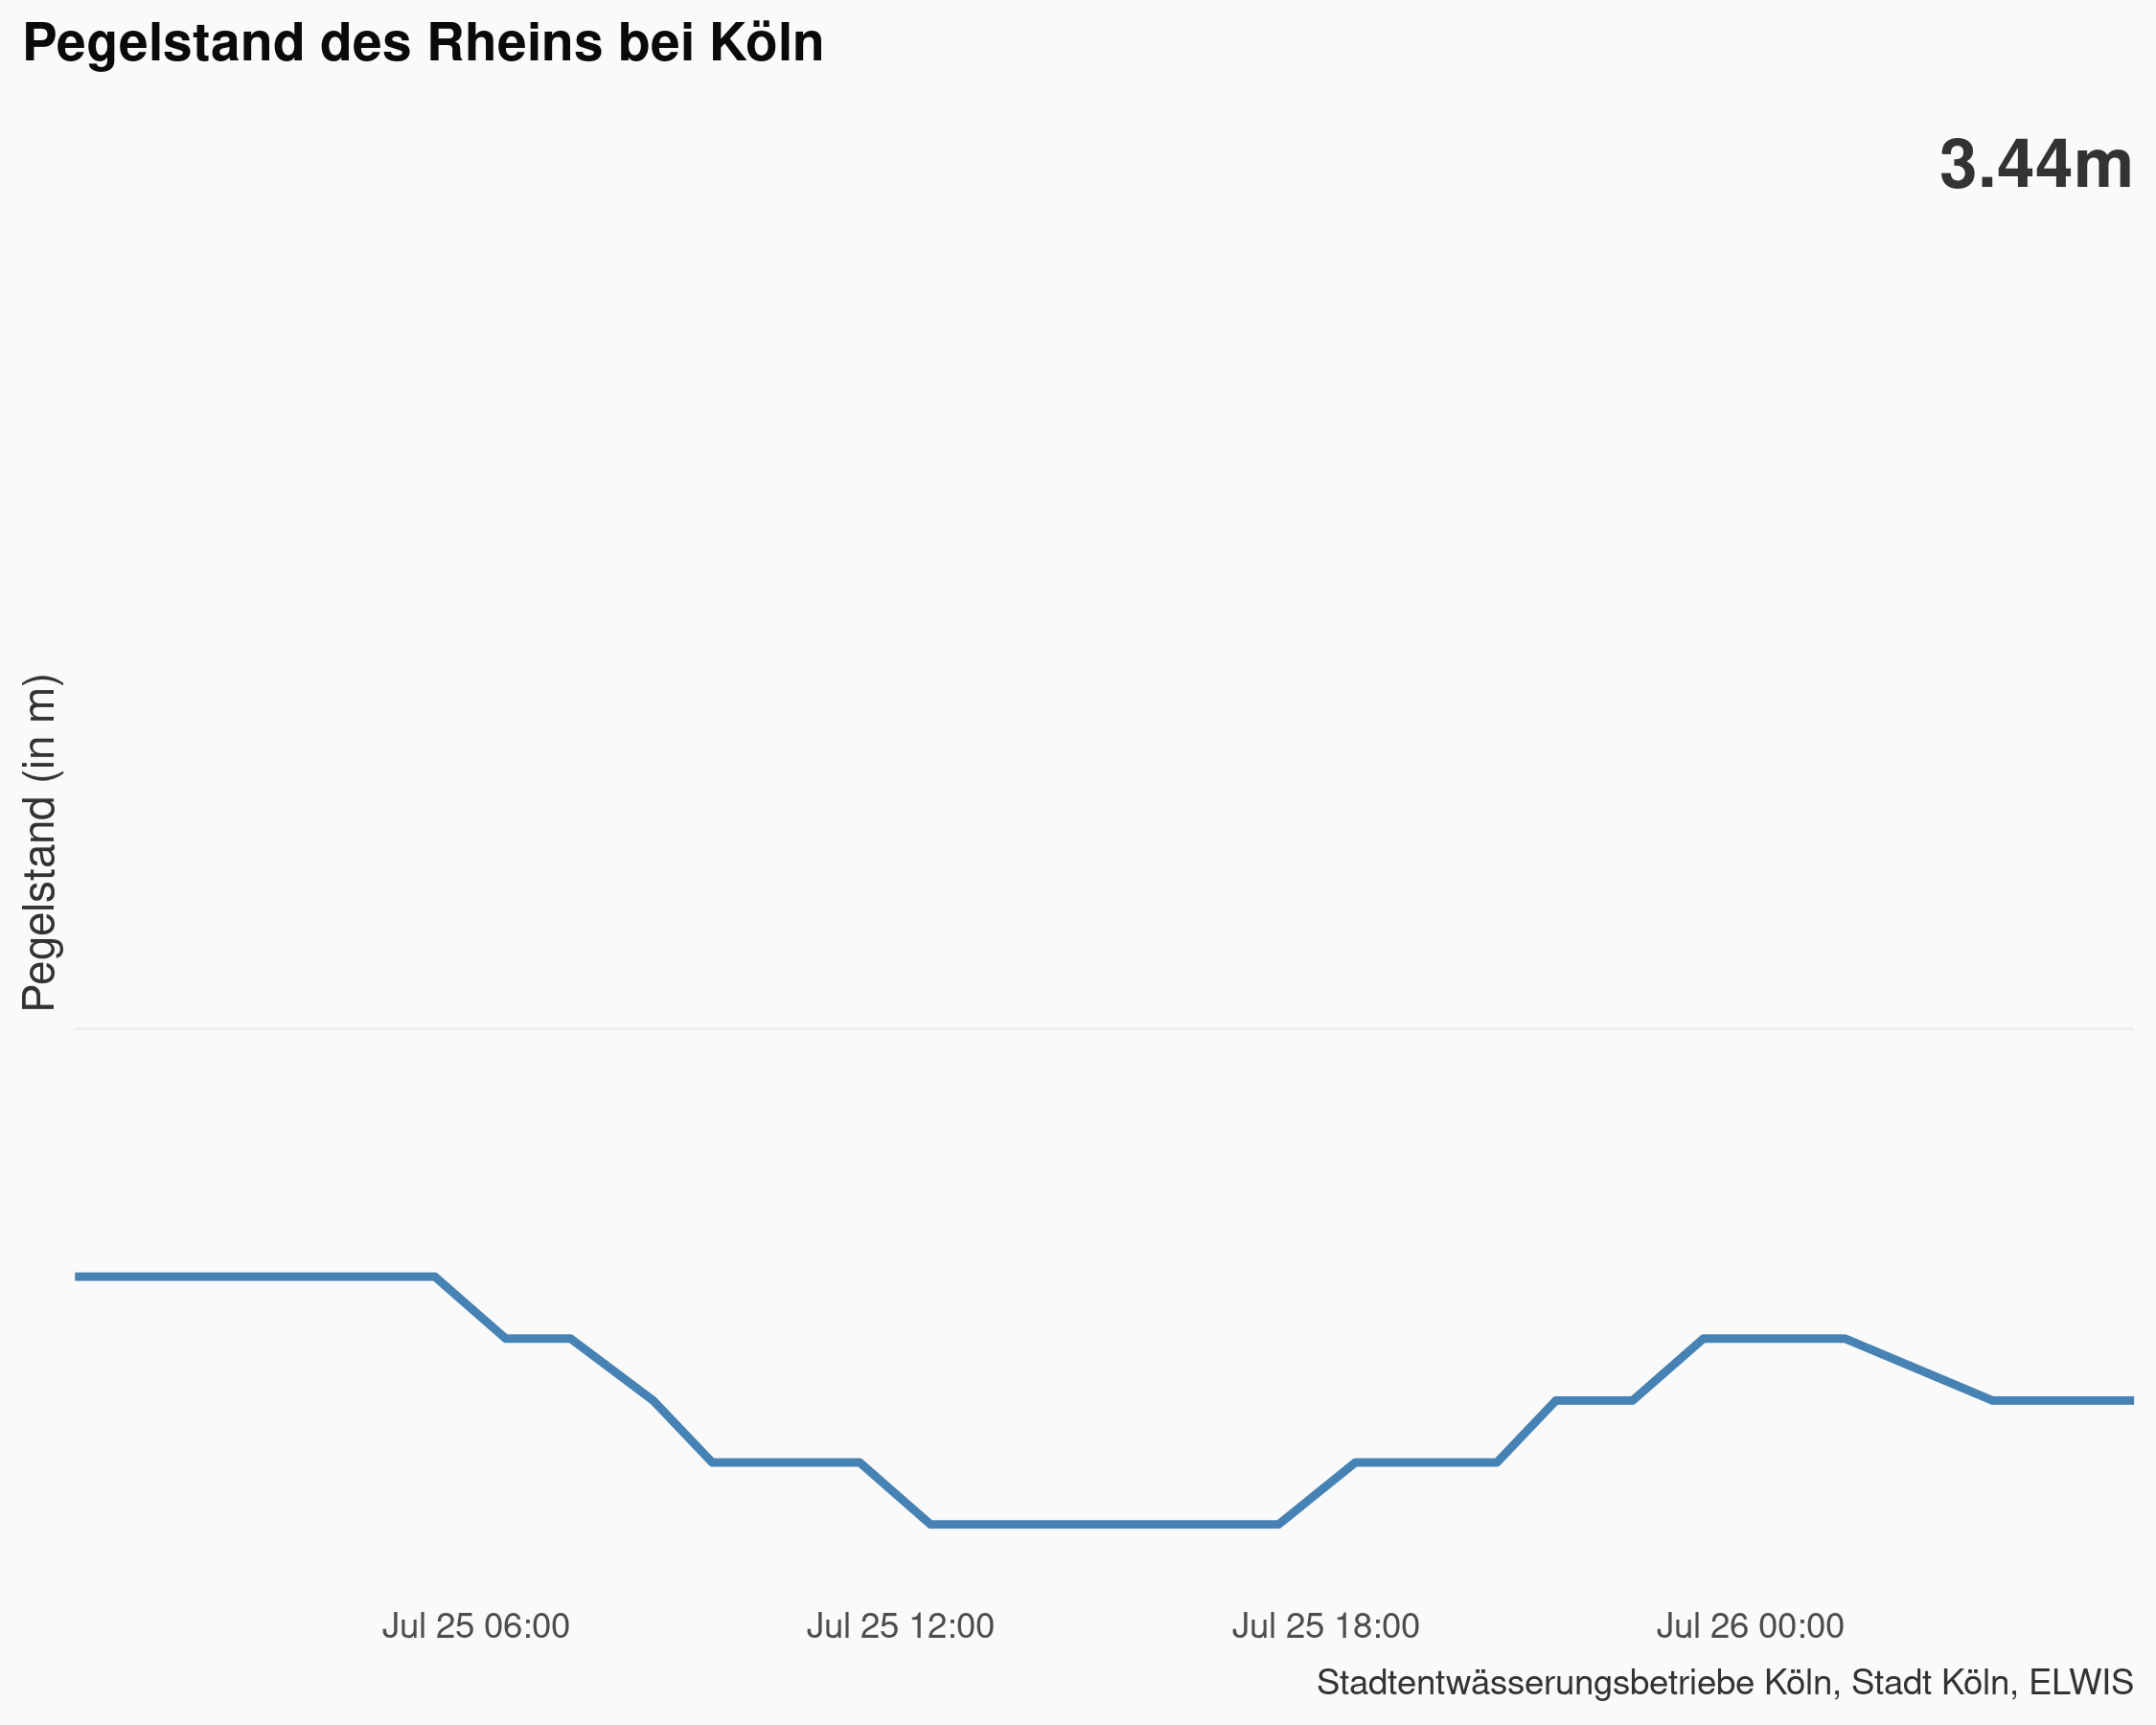 Pegelstand des Rheins bei Köln
3.44m
Pegelstand (in m)
Jul 25 06:00
Jul 25 12:00
Jul 25 18:00
Jul 26 00:00
Stadtentwässerungsbetriebe Köln, Stadt Köln, ELWIS